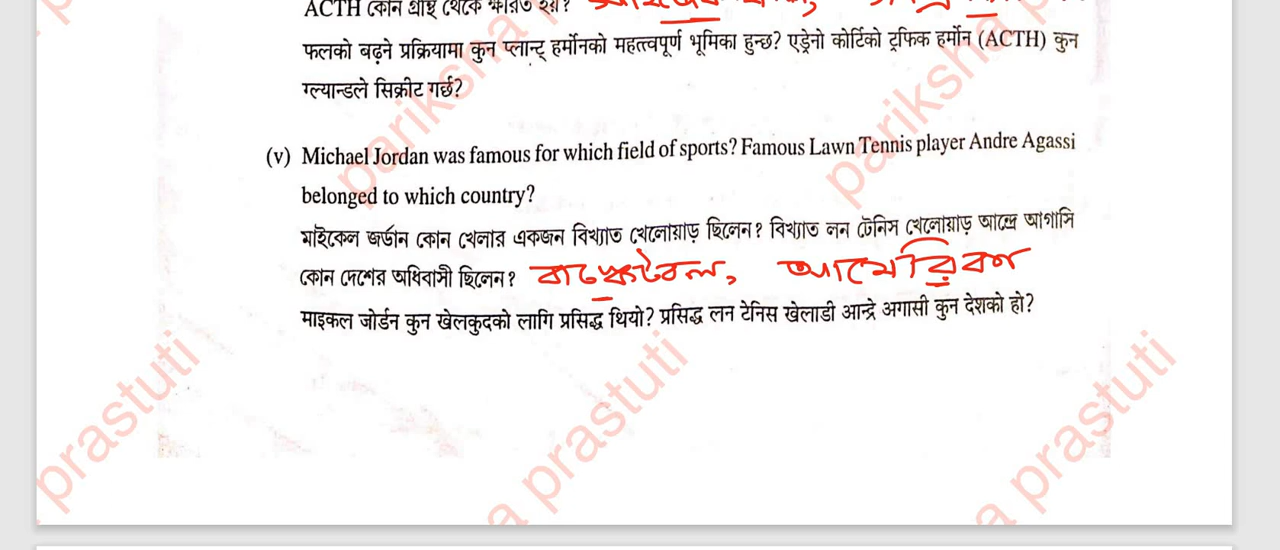 ACTH কোন গ্রন্থি থেকে ক্ষরিত হয়?
फलको बढ़ने प्रक्रियामा कुन प्लान्ट् हर्मोनको महत्त्वपूर्ण भूमिका हुन्छ? एड्रेनो कोर्टिको ट्रफिक हर्मोन (ACTH) कुन
ग्ल्यान्डले सिक्रीट गर्छ?
pariksha pariksha
(v) Michael Jordan was famous for which field of sports? Famous Lawn Tennis player Andre Agassi
belonged to which country?
মাইকেল জর্ডান কোন খেলার একজন বিখ্যাত খেলোয়াড় ছিলেন? বিখ্যাত লন টেনিস খেলোয়াড় আন্দ্রে আগাসি
কোন দেশের অধিবাসী ছিলেন? বাস্কেটবল, আমেরিকা
माइकल जोर्डन कुन खेलकुदको लागि प्रसिद्ध थियो? प्रसिद्ध लन टेनिस खेलाडी आन्द्रे अगासी कुन देशको हो?
prastuti prastuti prastuti